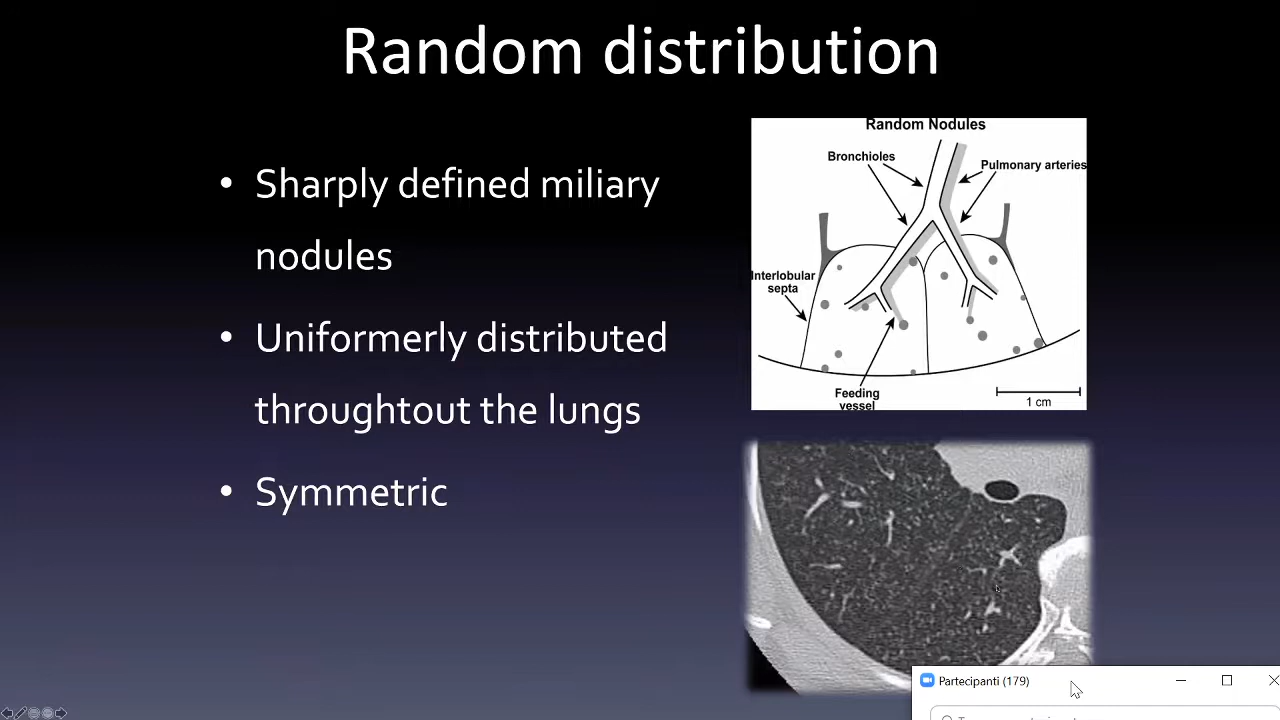 Random distribution
• Sharply defined miliary
nodules
• Uniformerly distributed
throughtout the lungs
• Symmetric
Random Nodules
Bronchioles
Pulmonary arteries
Interlobular
septa
Feeding
vessel
1 cm
Partecipanti (179)